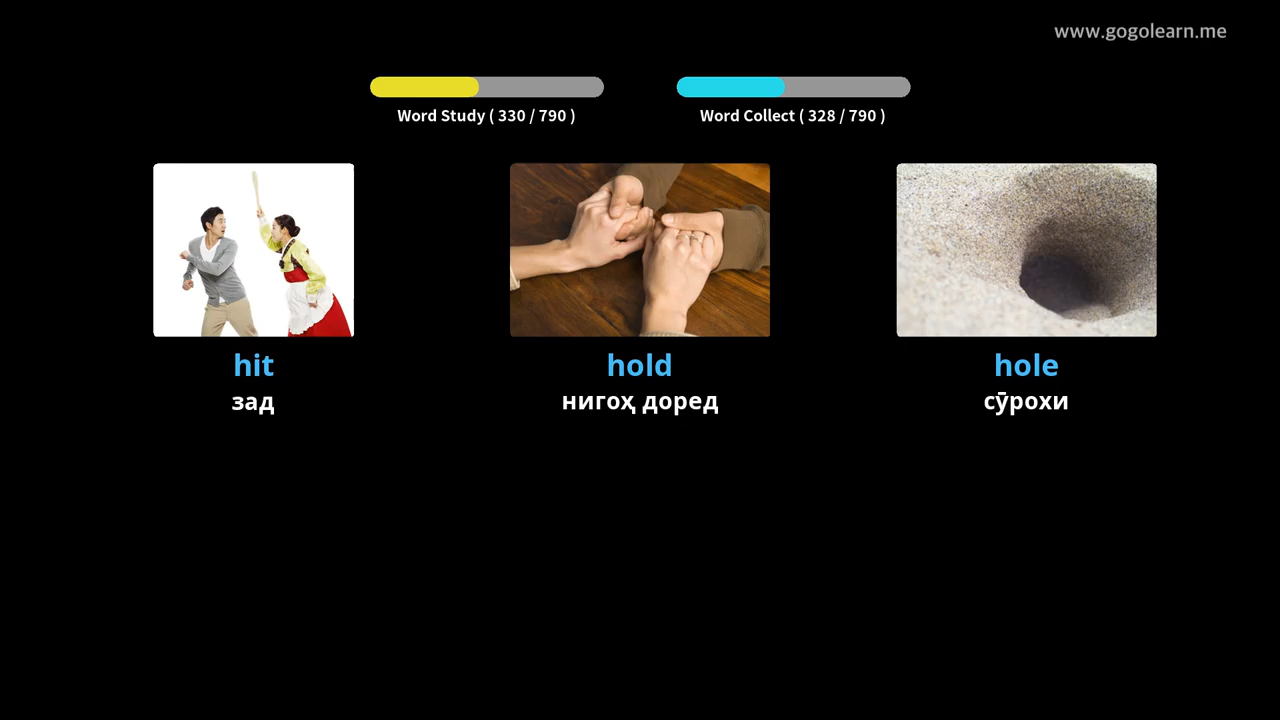 www.gogolearn.me
Word Study ( 330 / 790 )
Word Collect ( 328 / 790 )
hit
зад
hold
нигоҳ доред
hole
сӯрохи